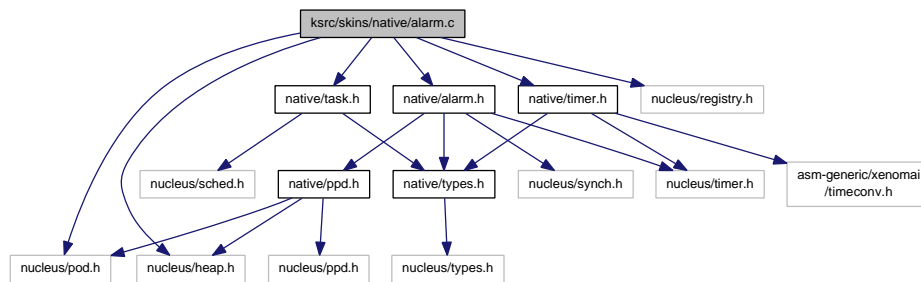 ksrc/skins/native/alarm.c
native/task.h
native/alarm.h
native/timer.h
nucleus/registry.h
nucleus/sched.h
native/ppd.h
native/types.h
nucleus/synch.h
nucleus/timer.h
asm-generic/xenomai
/timeconv.h
nucleus/pod.h
nucleus/heap.h
nucleus/ppd.h
nucleus/types.h